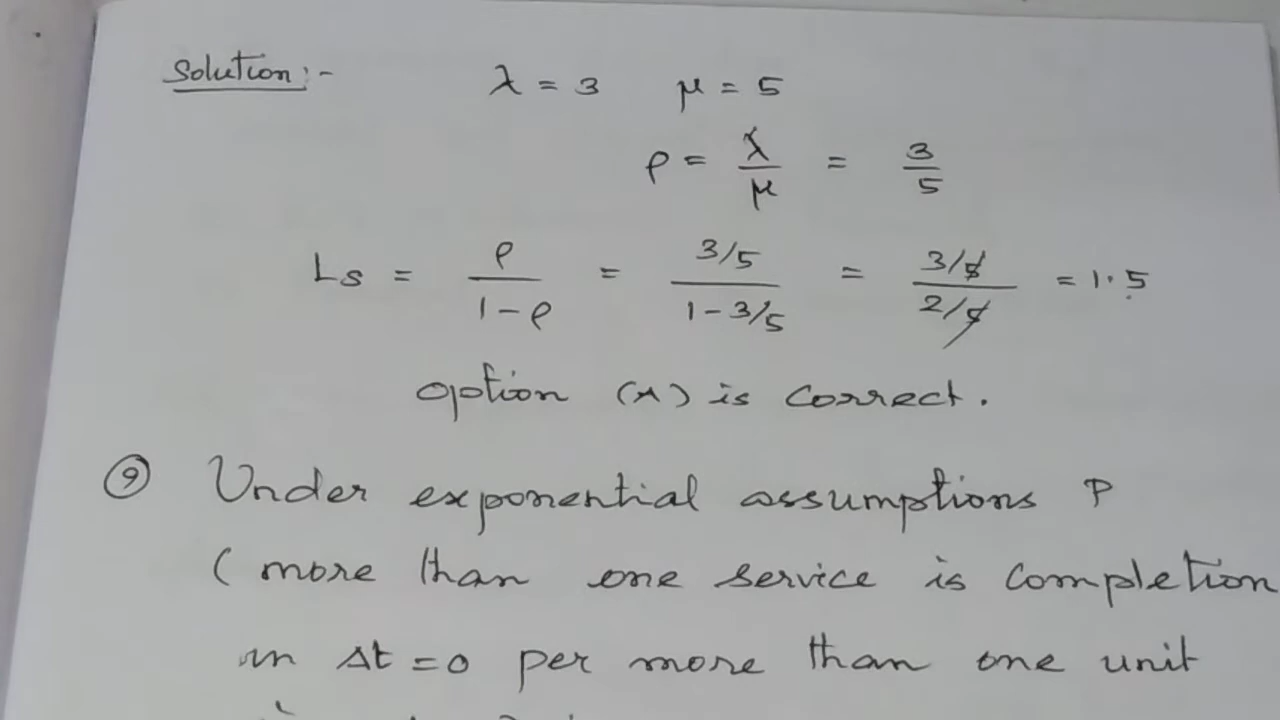 Solution :-
λ = 3 μ = 5
ρ = λ/μ = 3/5
Ls = ρ/(1-ρ) = (3/5)/(1-3/5) = (3/5)/(2/5) = 1.5
option (A) is correct.
⑨ Under exponential assumptions P
( more than one service is completion
in Δt = 0 per more than one unit